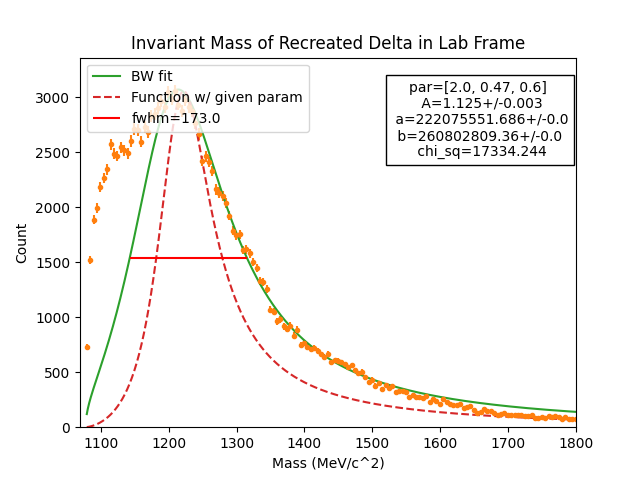 Invariant Mass of Recreated Delta in Lab Frame
BW fit
Function w/ given param
fwhm=173.0
par=[2.0, 0.47, 0.6]
A=1.125+/-0.003
a=222075551.686+/-0.0
b=260802809.36+/-0.0
chi_sq=17334.244
Count
3000
2500
2000
1500
1000
500
0
1100
1200
1300
1400
1500
1600
1700
1800
Mass (MeV/c^2)